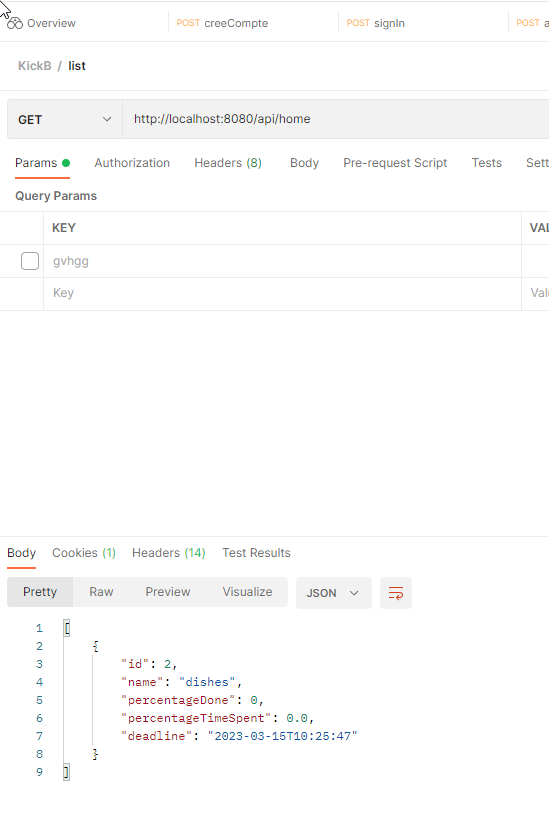 Overview POST creeCompte POST signIn POST a
KickB / list
GET http://localhost:8080/api/home
Params Authorization Headers (8) Body Pre-request Script Tests Sett
Query Params
KEY VAL
gvhgg
Key Valu
Body Cookies (1) Headers (14) Test Results
Pretty Raw Preview Visualize JSON
1 [
2 {
3 "id": 2,
4 "name": "dishes",
5 "percentageDone": 0,
6 "percentageTimeSpent": 0.0,
7 "deadline": "2023-03-15T10:25:47"
8 }
9 ]